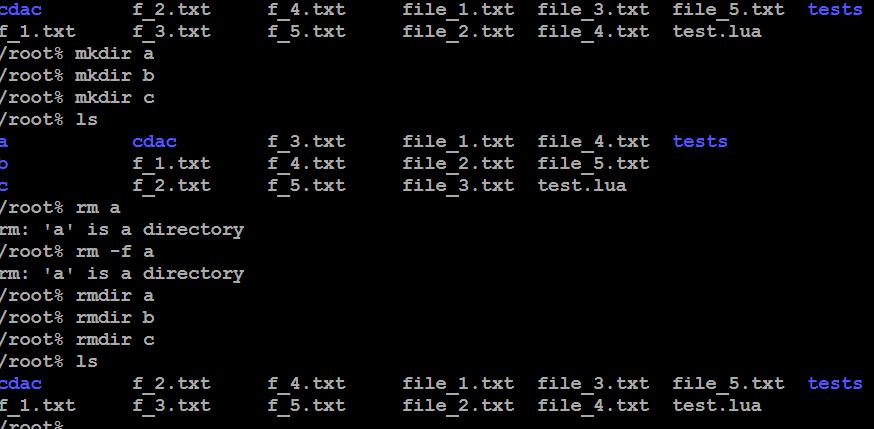 cdac        f_2.txt     f_4.txt     file_1.txt  file_3.txt  file_5.txt  tests
f_1.txt     f_3.txt     f_5.txt     file_2.txt  file_4.txt  test.lua
/root% mkdir a
/root% mkdir b
/root% mkdir c
/root% ls
a           cdac        f_3.txt     file_1.txt  file_4.txt  tests
b           f_1.txt     f_4.txt     file_2.txt  file_5.txt
c           f_2.txt     f_5.txt     file_3.txt  test.lua
/root% rm a
rm: 'a' is a directory
/root% rm -f a
rm: 'a' is a directory
/root% rmdir a
/root% rmdir b
/root% rmdir c
/root% ls
cdac        f_2.txt     f_4.txt     file_1.txt  file_3.txt  file_5.txt  tests
f_1.txt     f_3.txt     f_5.txt     file_2.txt  file_4.txt  test.lua
/root%